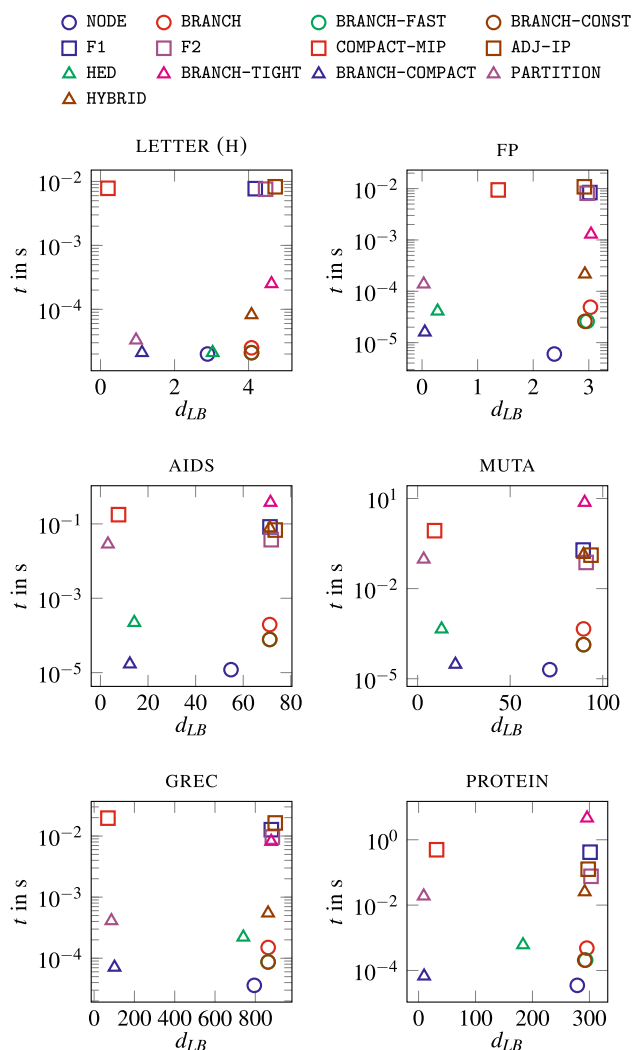 NODE BRANCH BRANCH-FAST BRANCH-CONST
F1 F2 COMPACT-MIP ADJ-IP
HED BRANCH-TIGHT BRANCH-COMPACT PARTITION
HYBRID
LETTER (H) FP
10⁻² 10⁻³ 10⁻⁴
t in s
0 2 4
d_LB
10⁻² 10⁻³ 10⁻⁴ 10⁻⁵
t in s
0 1 2 3
d_LB
AIDS MUTA
10⁻¹ 10⁻³ 10⁻⁵
t in s
0 20 40 60 80
d_LB
10¹ 10⁻² 10⁻⁵
t in s
0 50 100
d_LB
GREC PROTEIN
10⁻² 10⁻³ 10⁻⁴
t in s
0 200 400 600 800
d_LB
10⁰ 10⁻² 10⁻⁴
t in s
0 100 200 300
d_LB